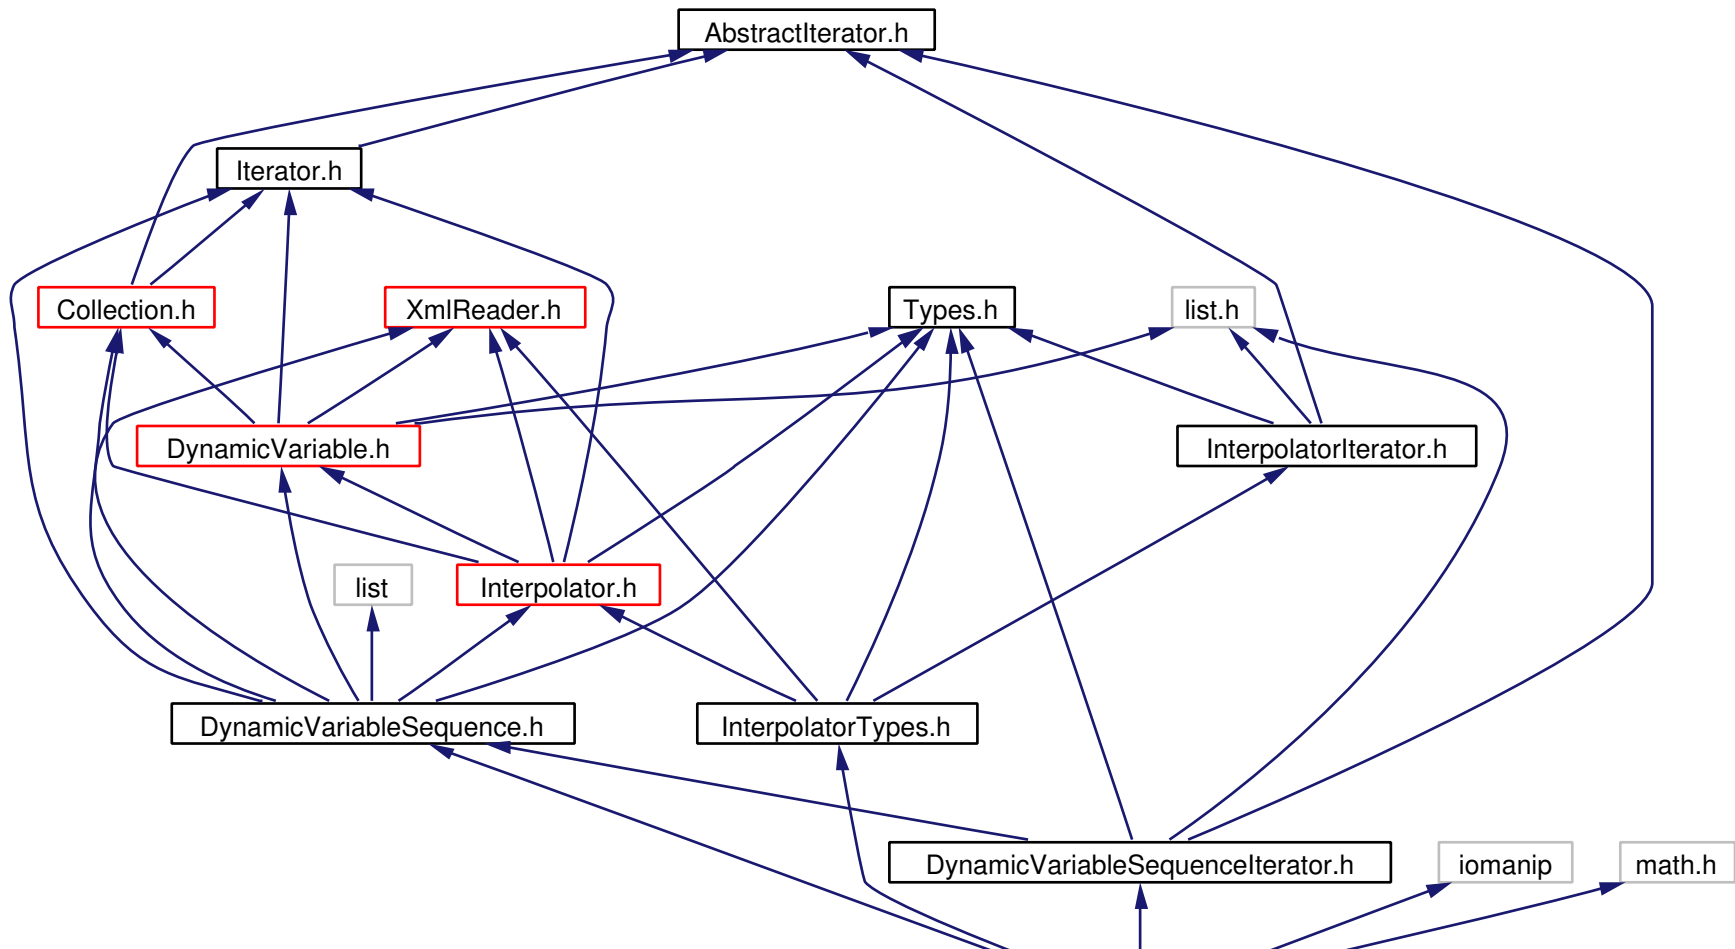 AbstractIterator.h
Iterator.h
Collection.h
XmlReader.h
Types.h
list.h
DynamicVariable.h
InterpolatorIterator.h
list
Interpolator.h
DynamicVariableSequence.h
InterpolatorTypes.h
DynamicVariableSequenceIterator.h
iomanip
math.h